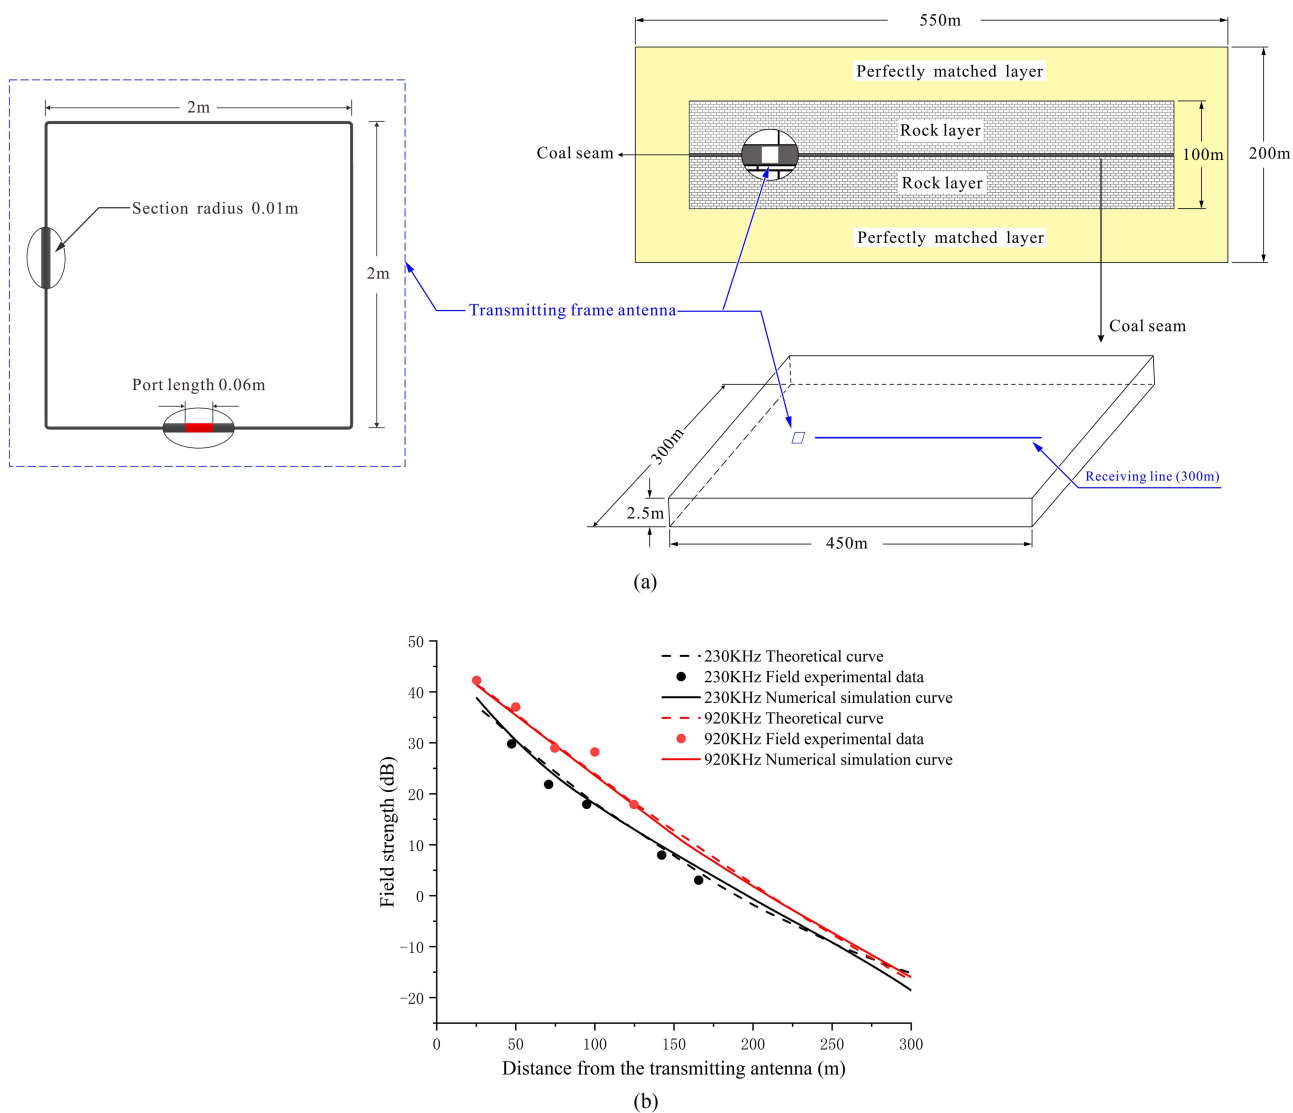 550m
Perfectly matched layer
2m
Rock layer
Coal seam
100m
200m
Rock layer
Section radius 0.01m
Perfectly matched layer
2m
Transmitting frame antenna
Coal seam
Port length 0.06m
300m
Receiving line (300m)
2.5m
450m
(a)
50
40
30
20
10
0
−10
−20
Field strength (dB)
230KHz Theoretical curve
230KHz Field experimental data
230KHz Numerical simulation curve
920KHz Theoretical curve
920KHz Field experimental data
920KHz Numerical simulation curve
0 50 100 150 200 250 300
Distance from the transmitting antenna (m)
(b)